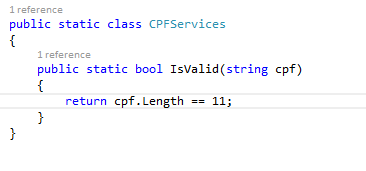 1 reference
public static class CPFServices
{
1 reference
public static bool IsValid(string cpf)
{
return cpf.Length == 11;
}
}